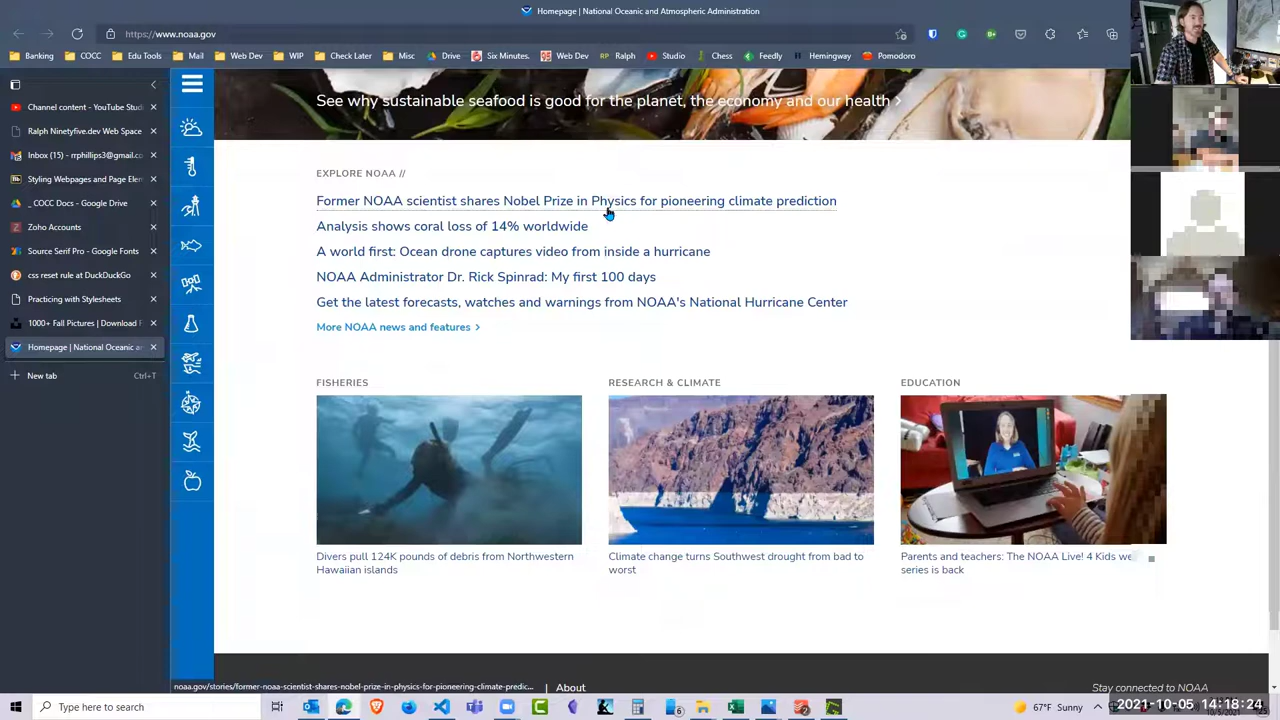 Homepage | National Oceanic and Atmospheric Administration
https://www.noaa.gov
Banking
COCC
Edu Tools
Mail
Web Dev
WIP
Check Later
Misc
Drive
Six Minutes.
Web Dev
RP Ralph
Studio
Chess
Feedly
Hemingway
Pomodoro
Channel content - YouTube Stud
Ralph Ninetyfive.dev Web Space
Inbox (15) - rrphillips3@gmail.c
Styling Webpages and Page Elem
_ COCC Docs - Google Drive
Zoho Accounts
Source Serif Pro - Google Fonts
css reset rule at DuckDuckGo
Practicing with Stylesheets
1000+ Fall Pictures | Download F
Homepage | National Oceanic a
New tab
Ctrl+T
See why sustainable seafood is good for the planet, the economy and our health >
EXPLORE NOAA //
Former NOAA scientist shares Nobel Prize in Physics for pioneering climate prediction
Analysis shows coral loss of 14% worldwide
A world first: Ocean drone captures video from inside a hurricane
NOAA Administrator Dr. Rick Spinrad: My first 100 days
Get the latest forecasts, watches and warnings from NOAA's National Hurricane Center
More NOAA news and features >
FISHERIES
Divers pull 124K pounds of debris from Northwestern
Hawaiian islands
RESEARCH & CLIMATE
Climate change turns Southwest drought from bad to
worst
EDUCATION
Parents and teachers: The NOAA Live! 4 Kids we
series is back
noaa.gov/stories/former-noaa-scientist-shares-nobel-prize-in-physics-for-pioneering-climate-predic...
About
Stay connected to NOAA
Type here to search
67°F Sunny
2021-10-05 14:18:24